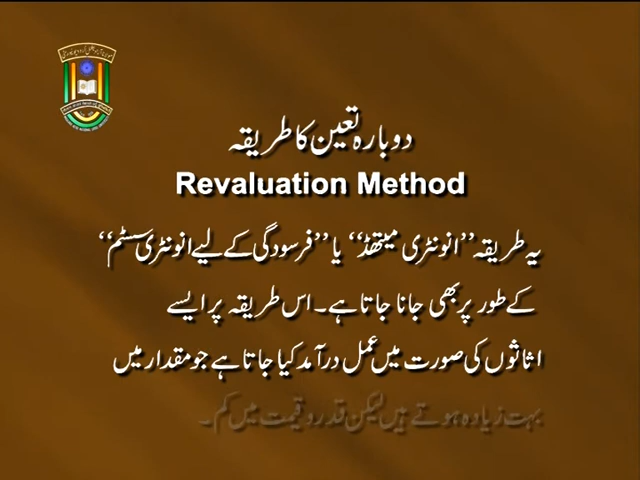 دوبارہ تعین کا طریقہ
Revaluation Method
یہ طریقہ ”انونٹری میتھڈ“ یا ”فرسودگی کے لیے انونٹری سسٹم“
کے طور پر بھی جانا جاتا ہے۔ اس طریقہ پر ایسے
اثاثوں کی صورت میں عمل درآمد کیا جاتا ہے جو مقدار میں
بہت زیادہ ہوتے ہیں لیکن قدر و قیمت میں کم۔